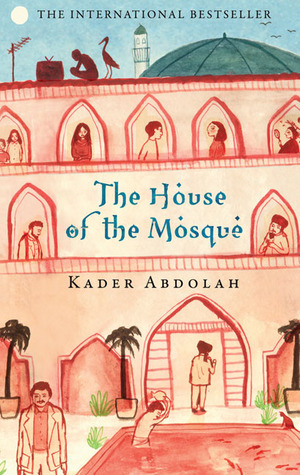 THE INTERNATIONAL BESTSELLER
The House
of the Mosque
KADER ABDOLAH